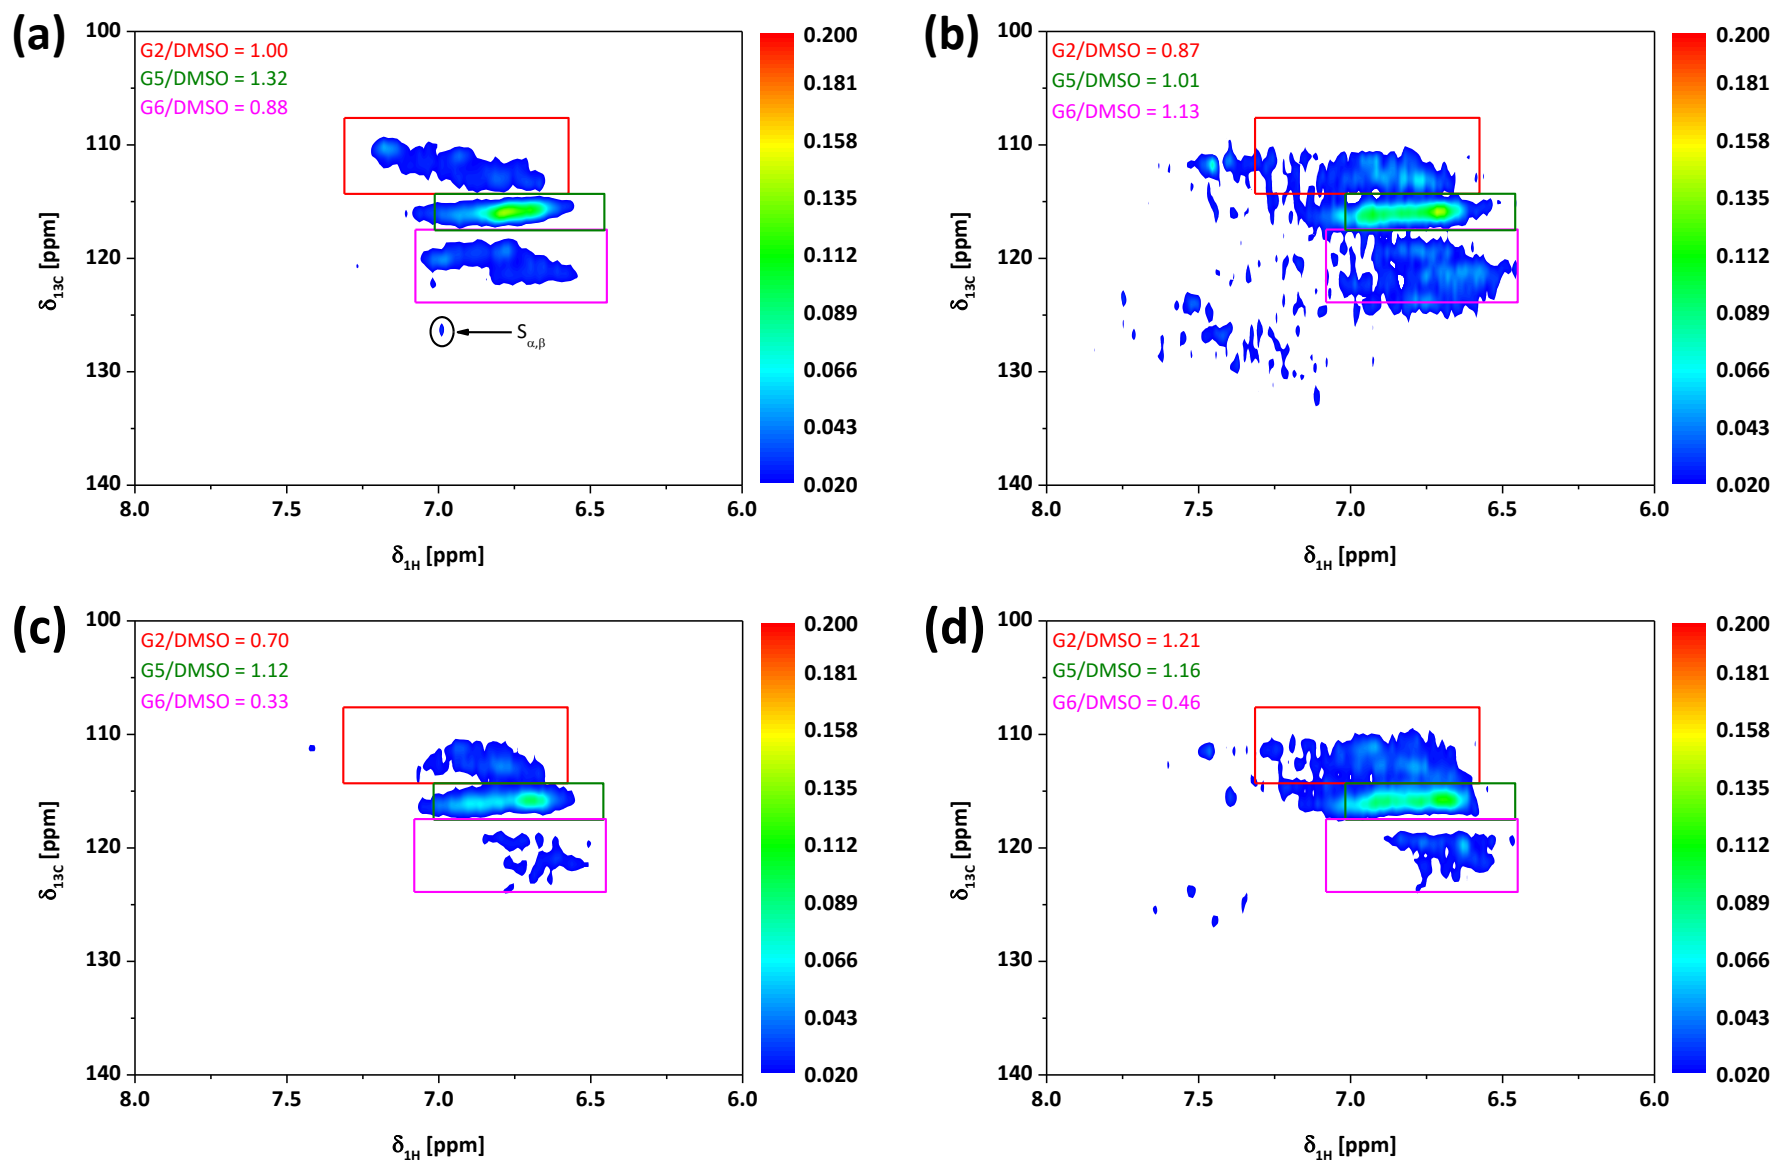 (a)
G2/DMSO = 1.00
G5/DMSO = 1.32
G6/DMSO = 0.88
100
110
120
130
140
δ13C [ppm]
8.0 7.5 7.0 6.5 6.0
δ1H [ppm]
Sα,β
0.200
0.181
0.158
0.135
0.112
0.089
0.066
0.043
0.020
(b)
G2/DMSO = 0.87
G5/DMSO = 1.01
G6/DMSO = 1.13
100
110
120
130
140
δ13C [ppm]
8.0 7.5 7.0 6.5 6.0
δ1H [ppm]
0.200
0.181
0.158
0.135
0.112
0.089
0.066
0.043
0.020
(c)
G2/DMSO = 0.70
G5/DMSO = 1.12
G6/DMSO = 0.33
100
110
120
130
140
δ13C [ppm]
8.0 7.5 7.0 6.5 6.0
δ1H [ppm]
0.200
0.181
0.158
0.135
0.112
0.089
0.066
0.043
0.020
(d)
G2/DMSO = 1.21
G5/DMSO = 1.16
G6/DMSO = 0.46
100
110
120
130
140
δ13C [ppm]
8.0 7.5 7.0 6.5 6.0
δ1H [ppm]
0.200
0.181
0.158
0.135
0.112
0.089
0.066
0.043
0.020